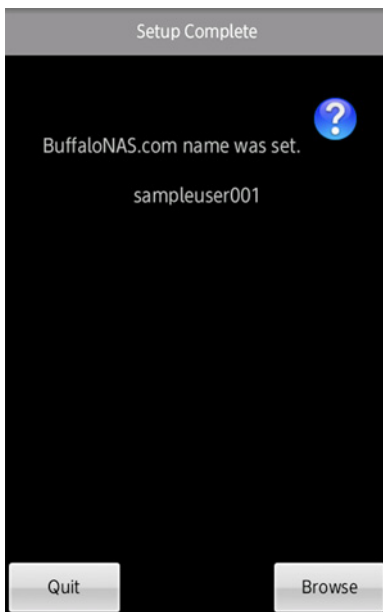 Setup Complete
?
BuffaloNAS.com name was set.
sampleuser001
Quit
Browse